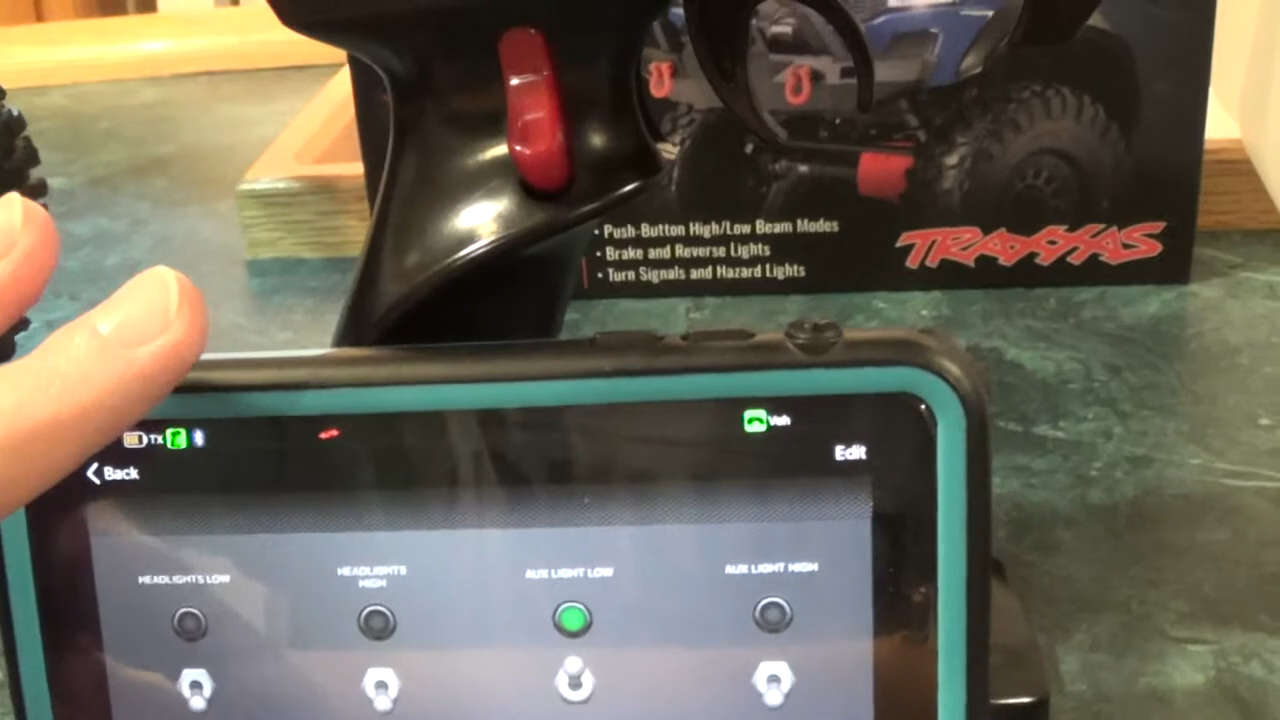 • Push-Button High/Low Beam Modes
• Brake and Reverse Lights
• Turn Signals and Hazard Lights
TRAXXAS
TX
Veh
Back
Edit
HEADLIGHTS LOW
HEADLIGHTS
HIGH
AUX LIGHT LOW
AUX LIGHT HIGH